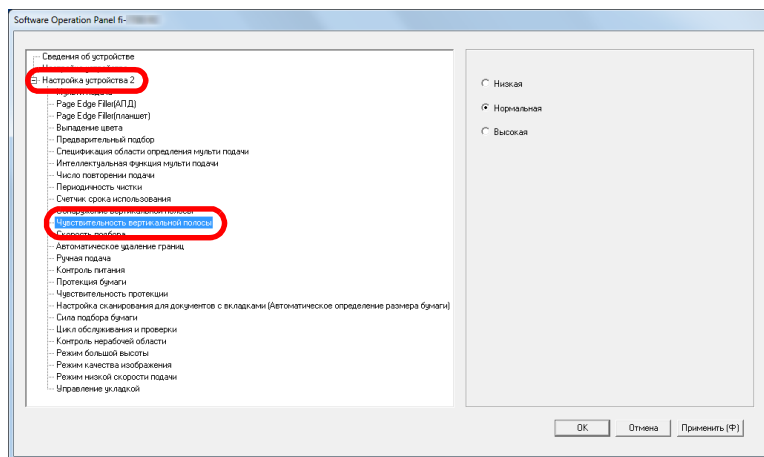 Software Operation Panel fi-
Сведения об устройстве
Настройка устройства 2
Page Edge Filler(АПД)
Page Edge Filler(планшет)
Выпадение цвета
Предварительный подбор
Спецификация области опредления мульти подачи
Интеллектуальная функция мульти подачи
Число повторении подачи
Периодичность чистки
Счетчик срока использования
Обнаружение вертикальной полосы
Чувствительность вертикальной полосы
Скорость подбора
Автоматическое удаление границ
Ручная подача
Контроль питания
Протекция бумаги
Чувствительность протекции
Настройка сканирования для документов с вкладками (Автоматическое определение размера бумаги)
Сила подбора бумаги
Цикл обслуживания и проверки
Контроль нерабочей области
Режим большой высоты
Режим качества изображения
Режим низкой скорости подачи
Управление укладкой
Низкая
Нормальная
Высокая
OK Отмена Применить (Ф)